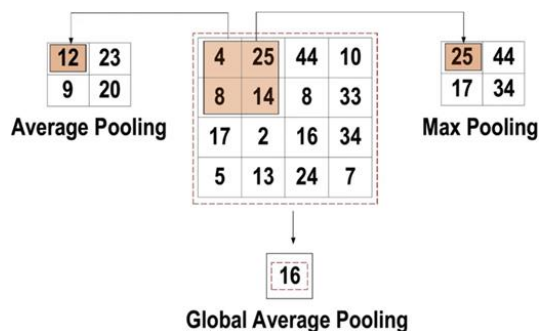 12 23
9 20
Average Pooling
4 25 44 10
8 14 8 33
17 2 16 34
5 13 24 7
25 44
17 34
Max Pooling
16
Global Average Pooling